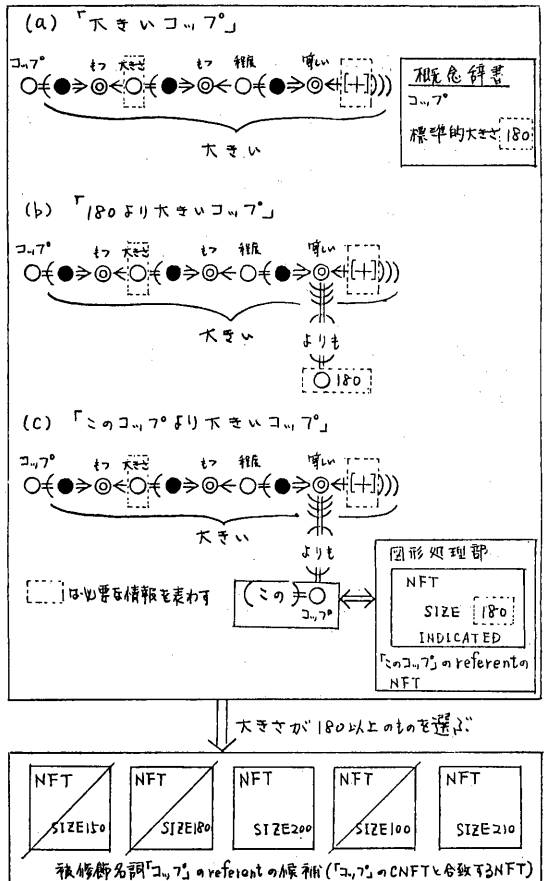 (a) 「大きいコップ」
コップ もつ 大きさ もつ 程度 等しい
[+]
大きい
概念辞書
コップ
標準的大きさ 180
(b) 「180より大きいコップ」
コップ もつ 大きさ もつ 程度 等しい
[+]
大きい
よりも
180
(c) 「このコップより大きいコップ」
コップ もつ 大きさ もつ 程度 等しい
[+]
大きい
よりも
は必要な情報を表わす
(この)
コップ
図形処理部
NFT
SIZE 180
INDICATED
「このコップ」のreferentの
NFT
大きさが180以上のものを選ぶ
NFT NFT NFT NFT NFT
SIZE150 SIZE180 SIZE200 SIZE100 SIZE210
被修飾名詞「コップ」のreferentの候補(「コップ」のCNFTと合致するNFT)